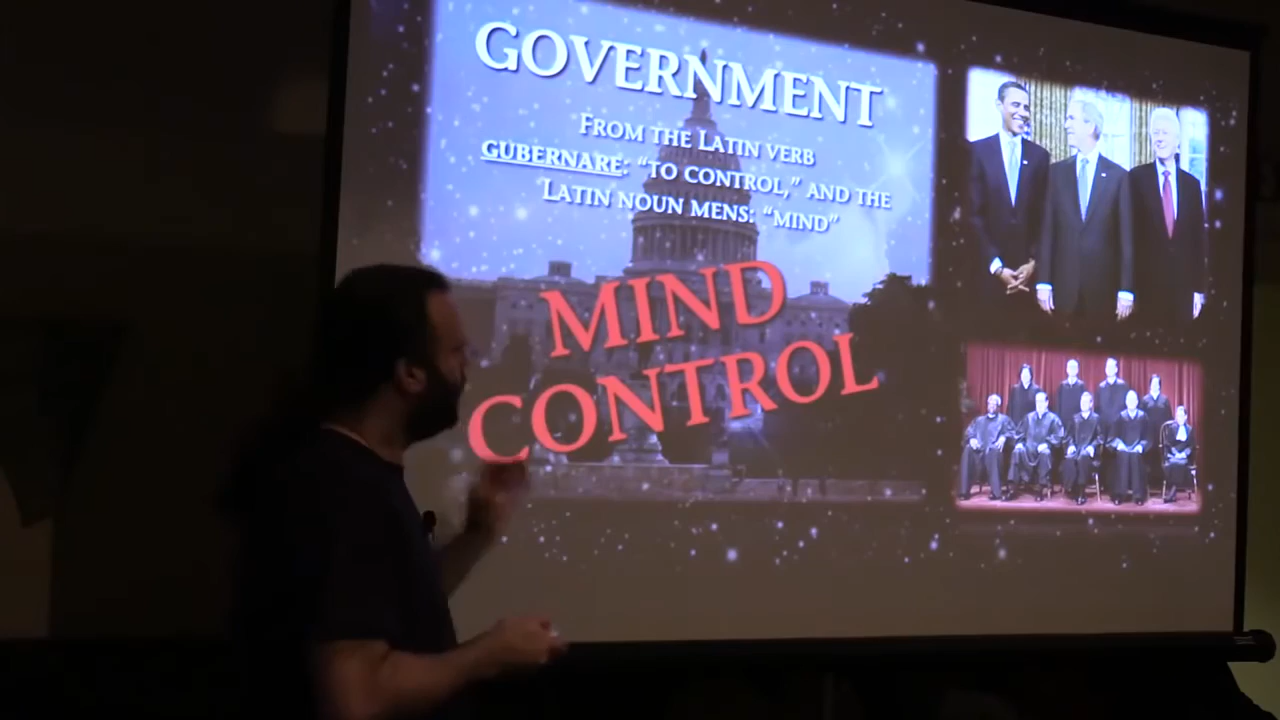 GOVERNMENT
FROM THE LATIN VERB
GUBERNARE: “TO CONTROL,” AND THE
LATIN NOUN MENS: “MIND”
MIND
CONTROL